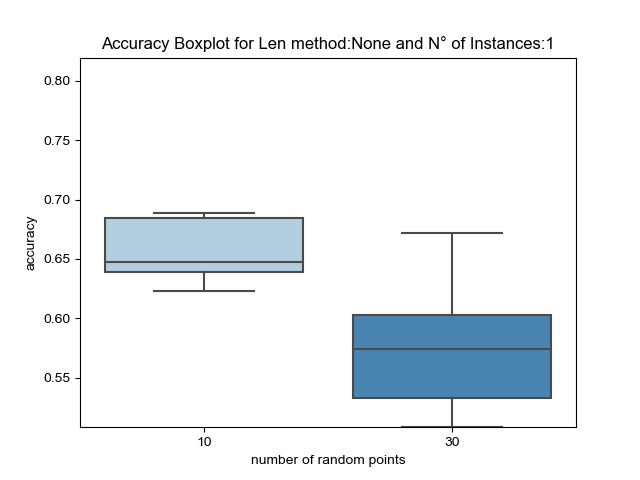 Accuracy Boxplot for Len method:None and N° of Instances:1
0.80
0.75
0.70
0.65
0.60
0.55
accuracy
10
30
number of random points